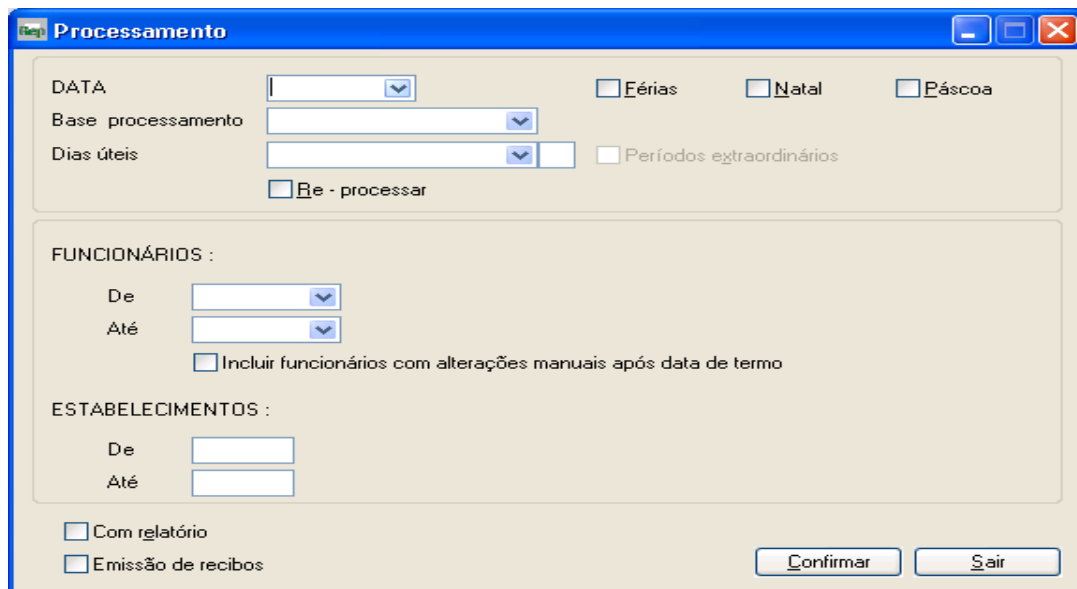 Gep Processamento
DATA Férias Natal Páscoa
Base processamento
Dias úteis Períodos extraordinários
Re - processar
FUNCIONÁRIOS :
De
Até
Incluir funcionários com alterações manuais após data de termo
ESTABELECIMENTOS :
De
Até
Com relatório
Emissão de recibos Confirmar Sair